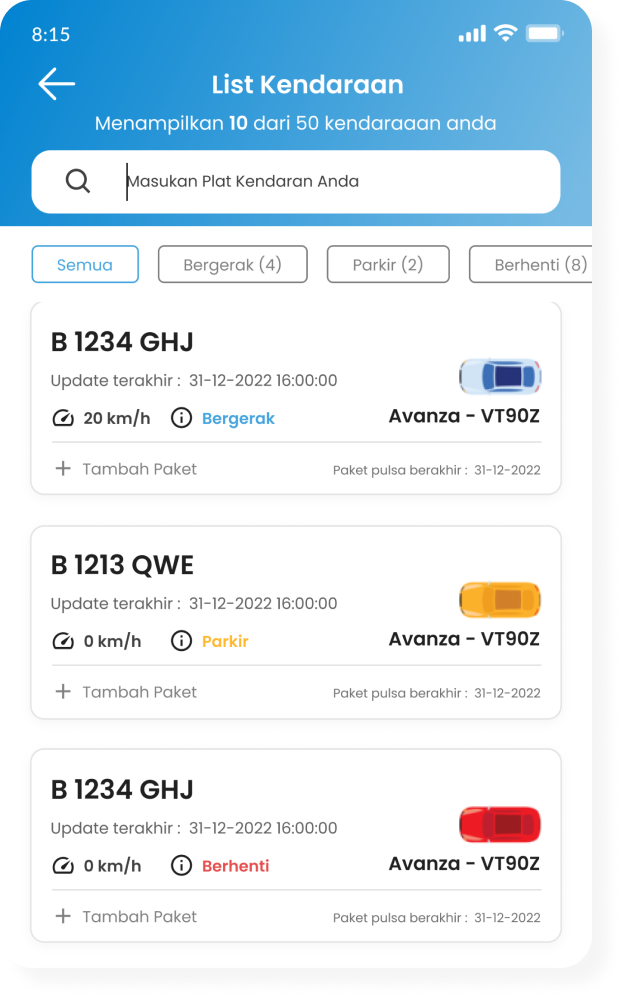 8:15
List Kendaraan
Menampilkan 10 dari 50 kendaraaan anda
Masukan Plat Kendaran Anda
Semua
Bergerak (4)
Parkir (2)
Berhenti (8)
B 1234 GHJ
Update terakhir : 31-12-2022 16:00:00
20 km/h Bergerak
Avanza - VT90Z
+ Tambah Paket
Paket pulsa berakhir : 31-12-2022
B 1213 QWE
Update terakhir : 31-12-2022 16:00:00
0 km/h Parkir
Avanza - VT90Z
+ Tambah Paket
Paket pulsa berakhir : 31-12-2022
B 1234 GHJ
Update terakhir : 31-12-2022 16:00:00
0 km/h Berhenti
Avanza - VT90Z
+ Tambah Paket
Paket pulsa berakhir : 31-12-2022